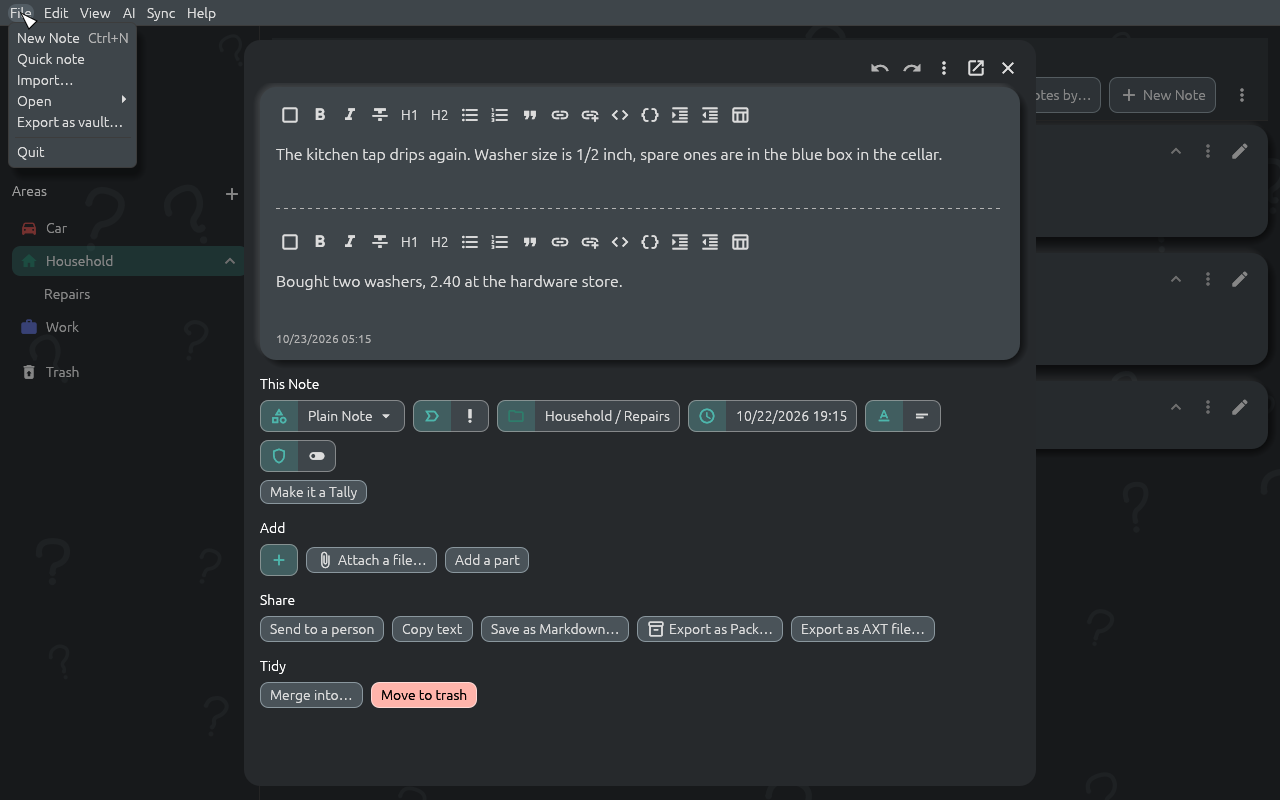 File Edit View AI Sync Help
New Note Ctrl+N
Quick note
Import…
Open
Export as vault…
Quit
Areas
Car
Household
Repairs
Work
Trash
otes by…
New Note
H1 H2
The kitchen tap drips again. Washer size is 1/2 inch, spare ones are in the blue box in the cellar.
H1 H2
Bought two washers, 2.40 at the hardware store.
10/23/2026 05:15
This Note
Plain Note
Household / Repairs
10/22/2026 19:15
Make it a Tally
Add
Attach a file…
Add a part
Share
Send to a person
Copy text
Save as Markdown…
Export as Pack…
Export as AXT file…
Tidy
Merge into…
Move to trash